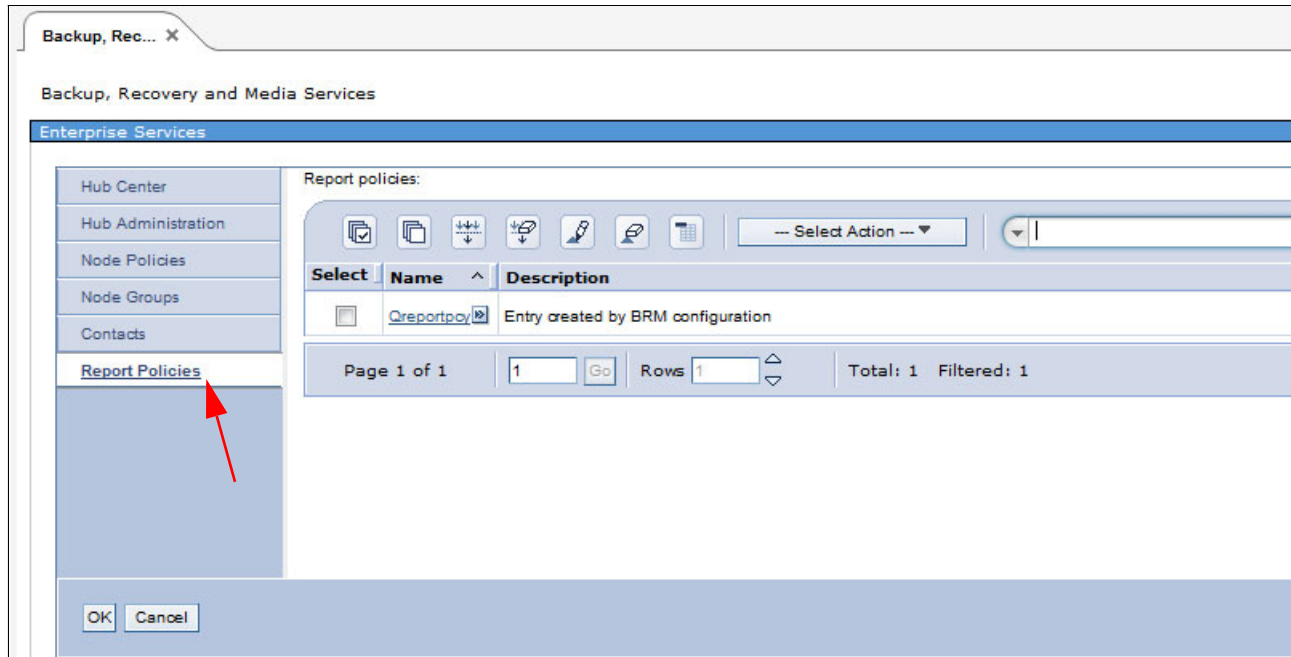 Backup, Rec...
Backup, Recovery and Media Services
Enterprise Services
Hub Center
Hub Administration
Node Policies
Node Groups
Contacts
Report Policies
Report policies:
--- Select Action ---
Select Name Description
Qreportpcy Entry created by BRM configuration
Page 1 of 1 1 Go Rows 1 Total: 1 Filtered: 1
OK Cancel